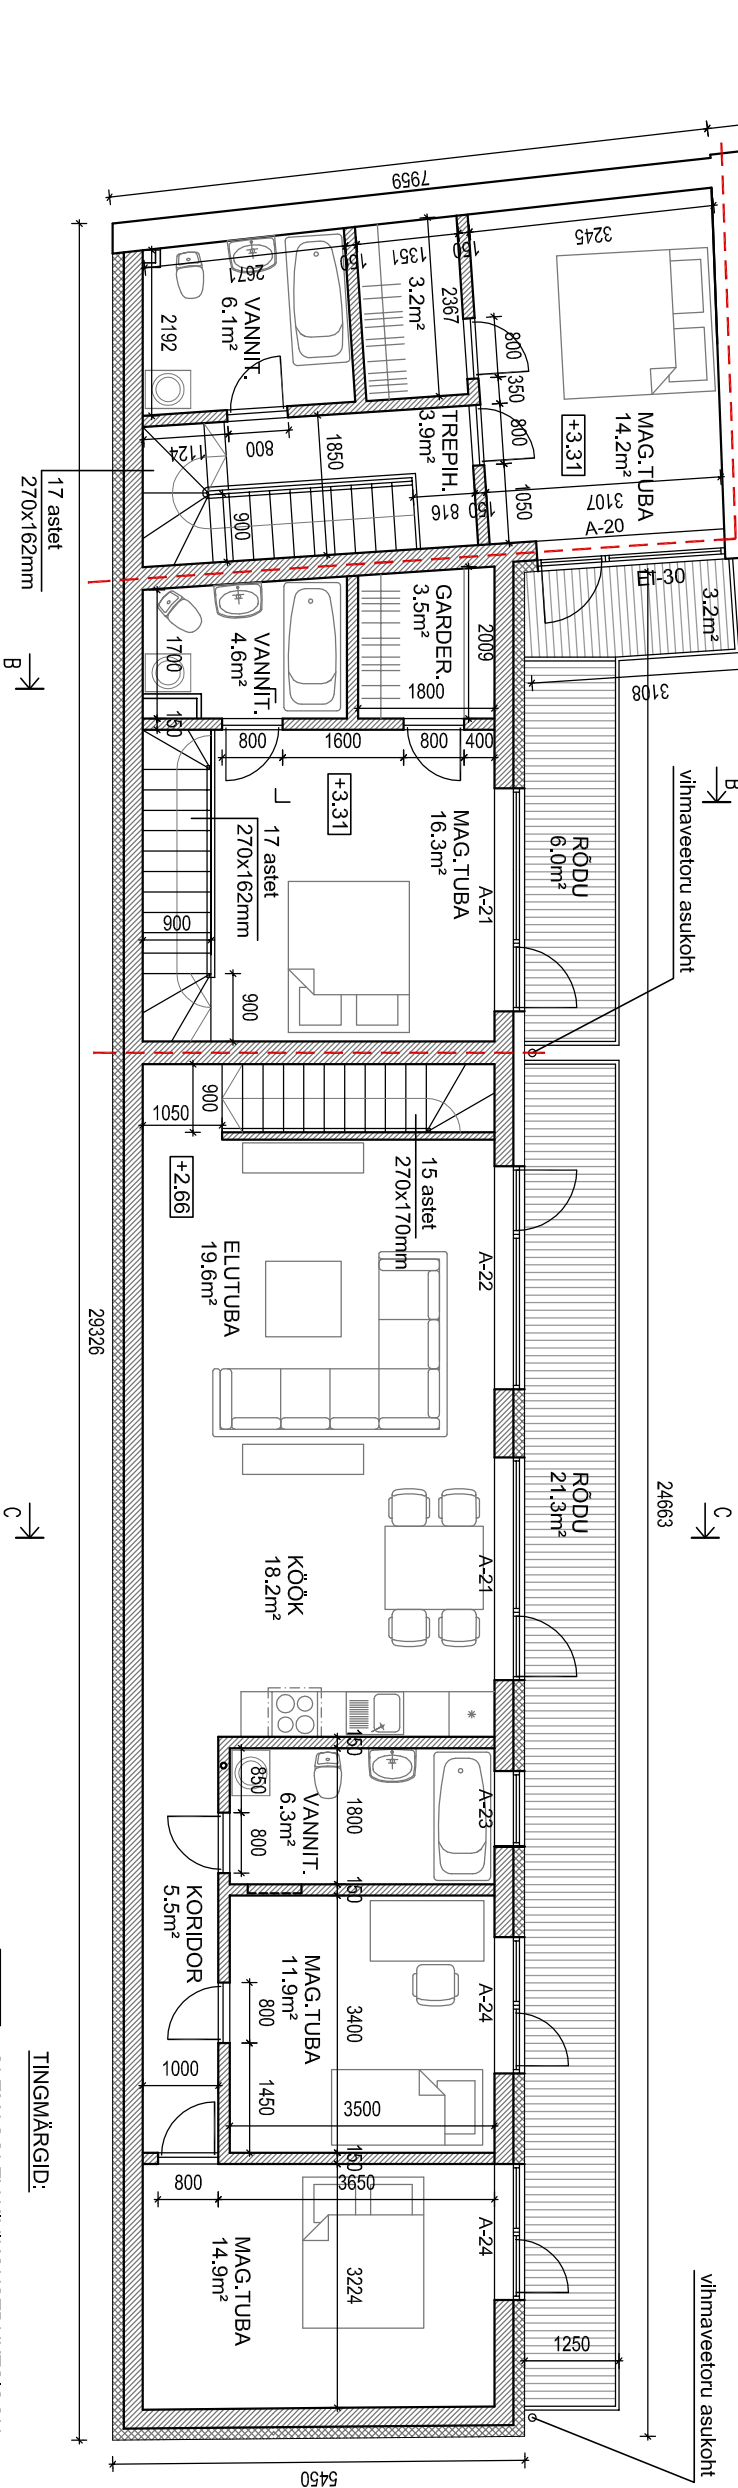 7959
3245
150
1351
150
2671
3.2m²
2367
VANNIT.
6.1m²
2192
800
350
800
1050
MAG.TUBA
14.2m²
+3.31
3107
A-20
EI-30
3.2m²
3108
TREPIH.
3.9m²
1850
800
1124
900
816
150
17 astet
270x162mm
B
B
GARDER.
3.5m²
2009
1800
VANNIT.
4.6m²
1700
150
800
1600
800
400
+3.31
MAG.TUBA
16.3m²
A-21
17 astet
270x162mm
900
900
RÕDU
6.0m²
vihmaveetoru asukoht
900
1050
+2.66
15 astet
270x170mm
ELUTUBA
19.6m²
A-22
29326
24663
C
C
RÕDU
21.3m²
KÖÖK
18.2m²
A-21
150
850
800
VANNIT.
6.3m²
1800
A-23
150
KORIDOR
5.5m²
MAG.TUBA
11.9m²
800
3400
A-24
1000
1450
3500
150
800
3650
MAG.TUBA
14.9m²
3224
A-24
1250
vihmaveetoru asukoht
5450
TINGMÄRGID: